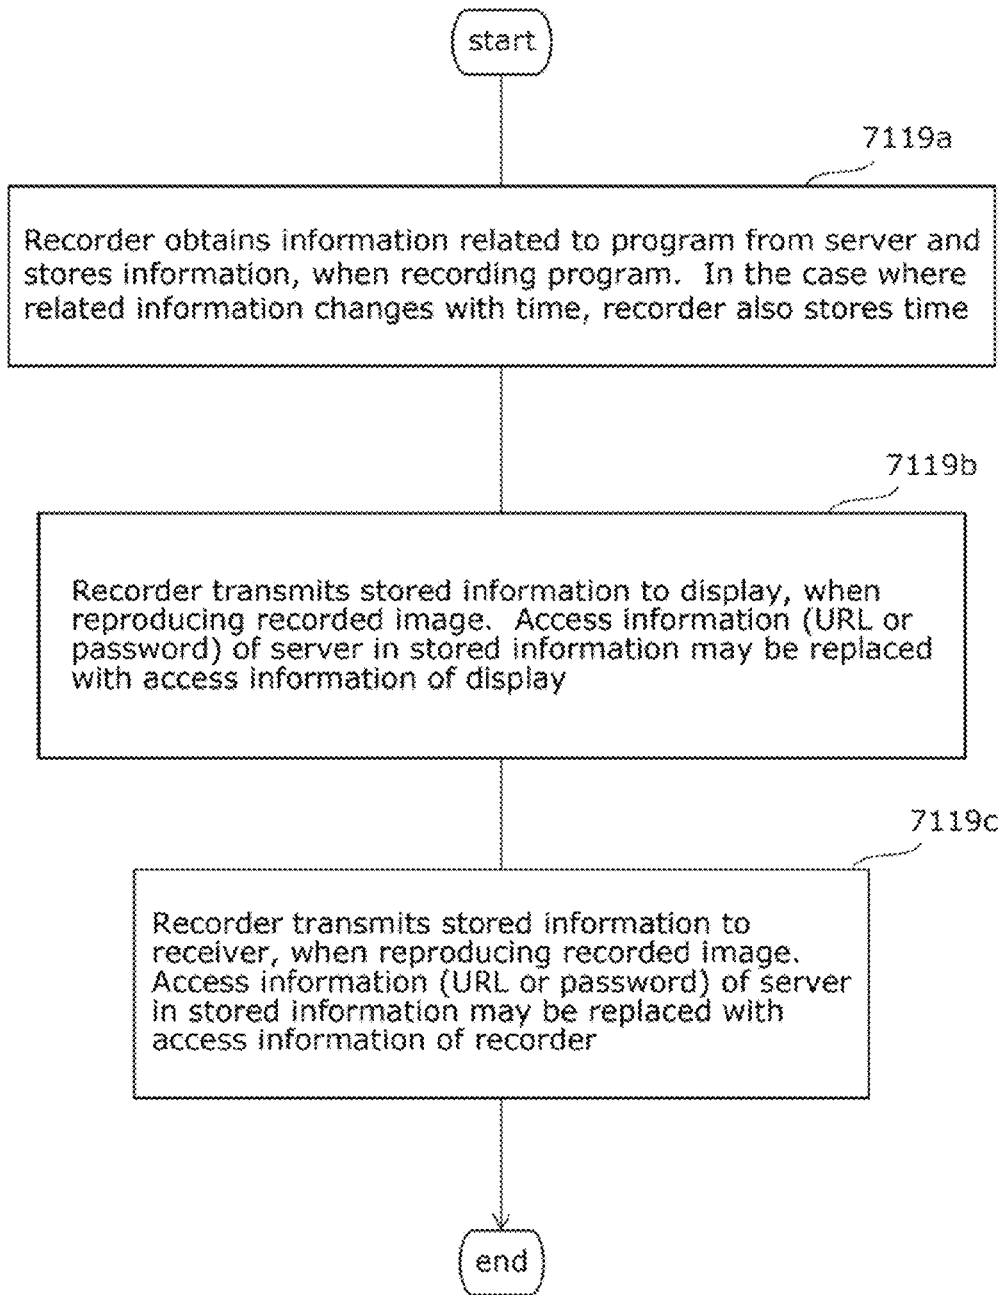 start
7119a
Recorder obtains information related to program from server and
stores information, when recording program. In the case where
related information changes with time, recorder also stores time
7119b
Recorder transmits stored information to display, when
reproducing recorded image. Access information (URL or
password) of server in stored information may be replaced
with access information of display
7119c
Recorder transmits stored information to
receiver, when reproducing recorded image.
Access information (URL or password) of server
in stored information may be replaced with
access information of recorder
end